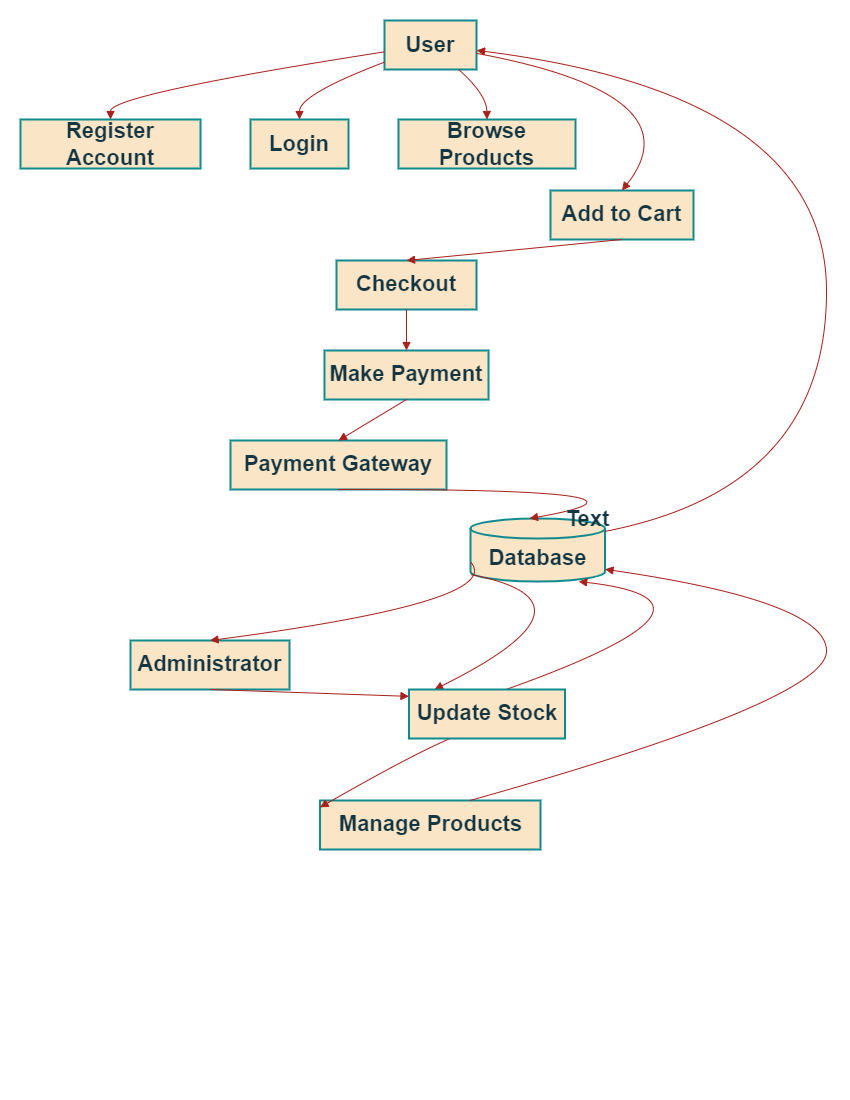 User
Register
Account
Login
Browse
Products
Add to Cart
Checkout
Make Payment
Payment Gateway
Text
Database
Administrator
Update Stock
Manage Products